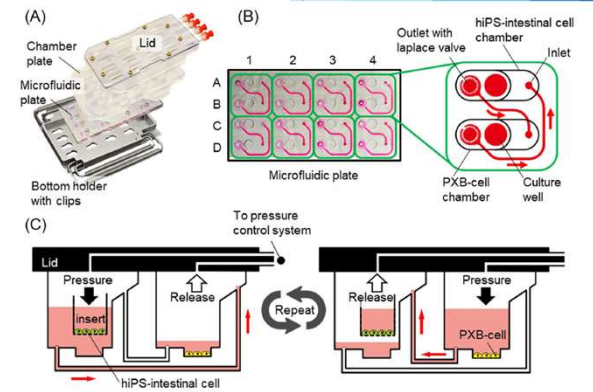 (A)
Lid
Chamber
plate
Microfluidic
plate
Bottom holder
with clips
(B)
1 2 3 4
A
B
C
D
Microfluidic plate
Outlet with
laplace valve
hiPS-intestinal cell
chamber
Inlet
PXB-cell
chamber
Culture
well
(C)
To pressure
control system
Lid
Pressure
Release
insert
hiPS-intestinal cell
Repeat
Release
Pressure
PXB-cell